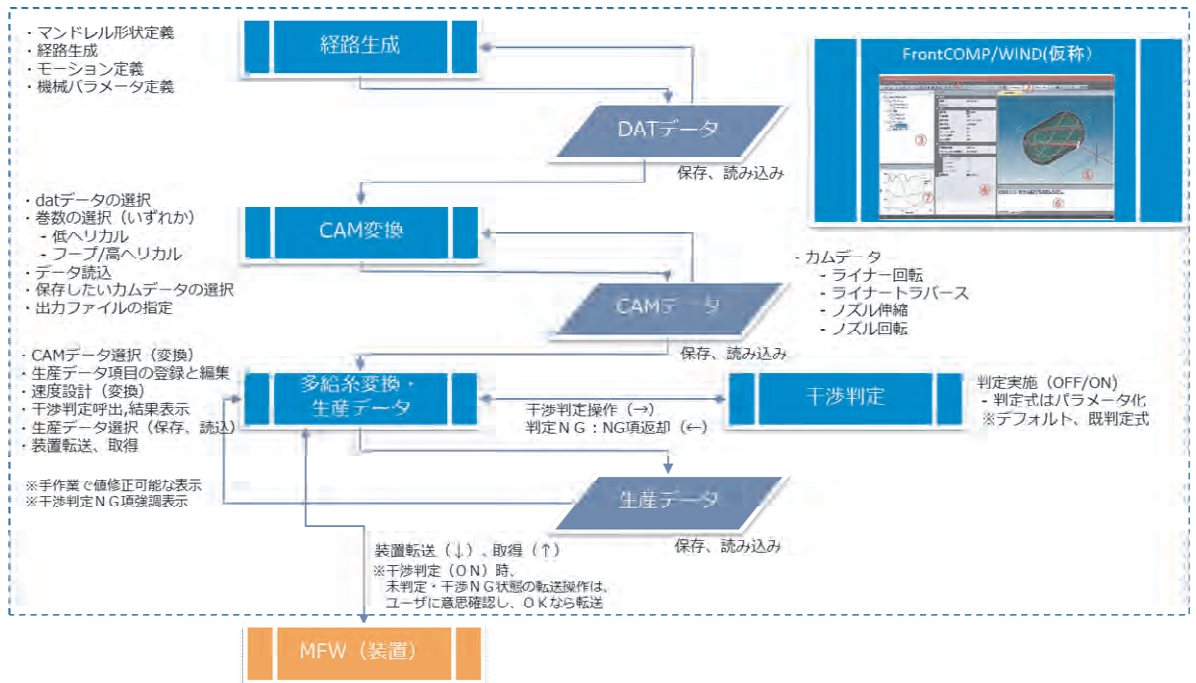 ・マンドレル形状定義
・経路生成
・モーション定義
・機械パラメータ定義
経路生成
DATデータ
保存、読み込み
FrontCOMP/WIND(仮称)
③
④
⑤
⑥
⑦
・datデータの選択
・巻数の選択（いずれか）
- 低ヘリカル
- フープ/高ヘリカル
・データ読込
・保存したいカムデータの選択
・出力ファイルの指定
CAM変換
CAMデータ
保存、読み込み
・カムデータ
- ライナー回転
- ライナートラバース
- ノズル伸縮
- ノズル回転
・CAMデータ選択（変換）
・生産データ項目の登録と編集
・速度設計（変換）
・干渉判定呼出,結果表示
・生産データ選択（保存、読込）
・装置転送、取得
※手作業で値修正可能な表示
※干渉判定ＮＧ項強調表示
多給糸変換・
生産データ
干渉判定操作（→）
判定ＮＧ：NG項返却（←）
干渉判定
判定実施（OFF/ON)
- 判定式はパラメータ化
※デフォルト、既判定式
生産データ
保存、読み込み
装置転送（↓）、取得（↑）
※干渉判定（ＯＮ）時、
未判定・干渉ＮＧ状態の転送操作は、
ユーザに意思確認し、ＯＫなら転送
MFW（装置）